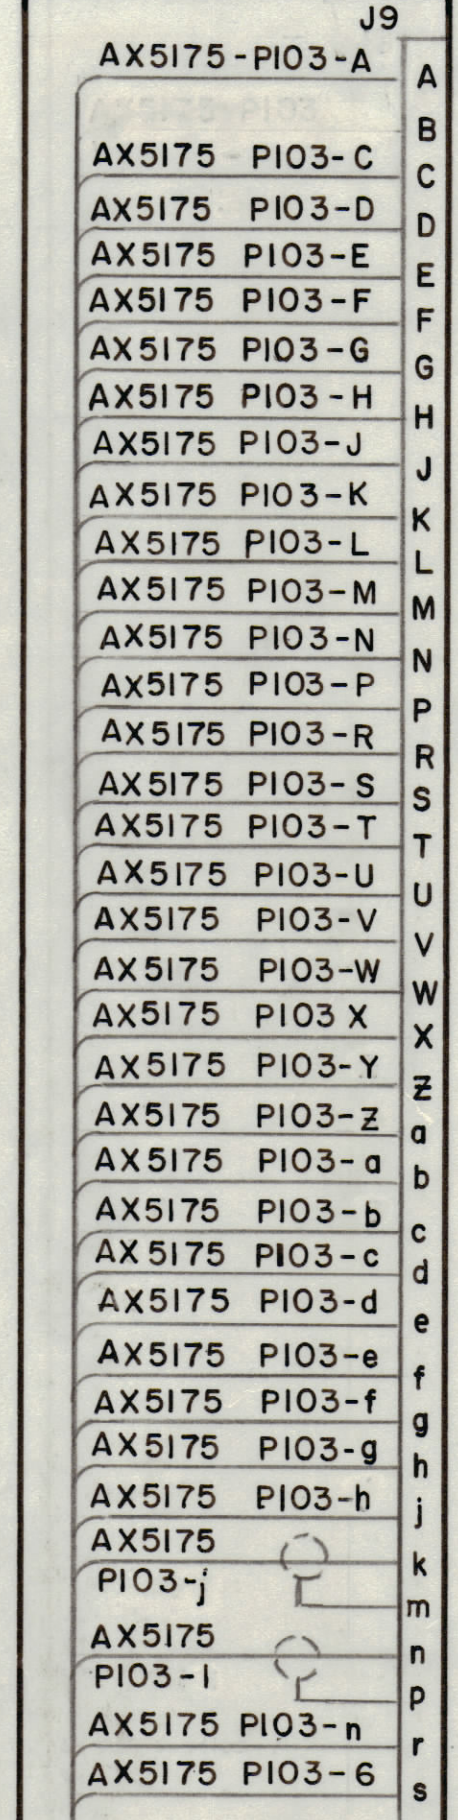 J9
AX5175-P103-A A
B
AX5175 P103-C C
AX5175 P103-D D
AX5175 P103-E E
AX5175 P103-F F
AX5175 P103-G G
AX5175 P103-H H
AX5175 P103-J J
AX5175 P103-K K
AX5175 P103-L L
AX5175 P103-M M
AX5175 P103-N N
AX5175 P103-P P
AX5175 P103-R R
AX5175 P103-S S
AX5175 P103-T T
AX5175 P103-U U
AX5175 P103-V V
AX5175 P103-W W
AX5175 P103 X X
AX5175 P103-Y Z
AX5175 P103-Z a
AX5175 P103-a b
AX5175 P103-b c
AX5175 P103-c d
AX5175 P103-d e
AX5175 P103-e f
AX5175 P103-f g
AX5175 P103-g h
AX5175 P103-h j
AX5175 k
P103-j m
AX5175 n
P103-l p
AX5175 P103-n r
AX5175 P103-6 s